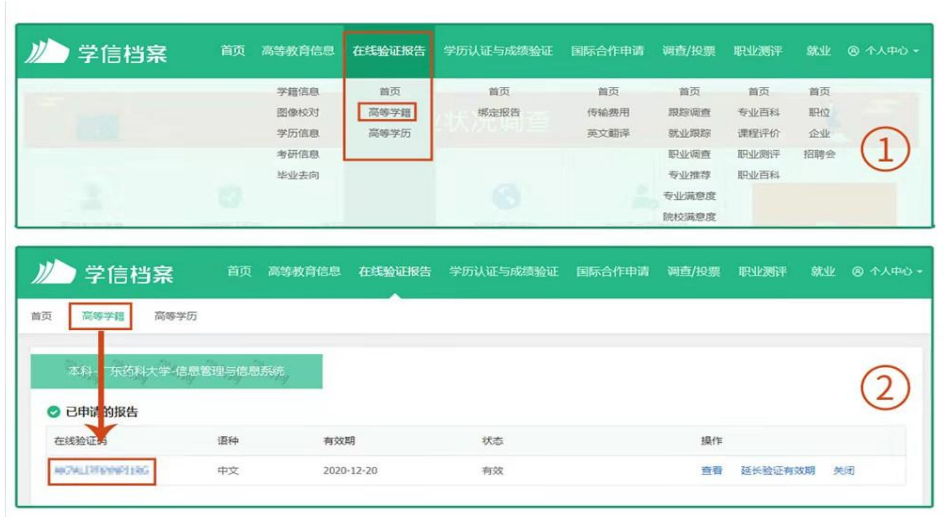 学信档案 首页 高等教育信息 在线验证报告 学历认证与成绩验证 国际合作申请 调查/投票 职业测评 就业 个人中心
学籍信息 首页 首页 首页 首页 首页 首页
图像校对 高等学籍 绑定报告 传输费用 跟踪调查 专业百科 职位
学历信息 高等学历 英文翻译 就业跟踪 课程评价 企业
考研信息 职业调查 职业测评 招聘会
毕业去向 专业推荐 职业百科
专业满意度
院校满意度
状况调查
①
学信档案 首页 高等教育信息 在线验证报告 学历认证与成绩验证 国际合作申请 调查/投票 职业测评 就业 个人中心
首页 高等学籍 高等学历
本科-广东药科大学-信息管理与信息系统
②
已申请的报告
在线验证码 语种 有效期 状态 操作
中文 2020-12-20 有效 查看 延长验证有效期 关闭